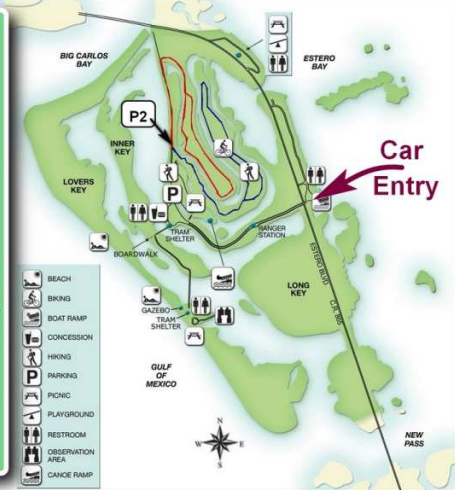 BIG CARLOS
BAY
ESTERO
BAY
P2
INNER
KEY
LOVERS
KEY
Car
Entry
P
TRAM
SHELTER
RANGER
STATION
BOARDWALK
ESTERO BLVD
C.R. 865
LONG
KEY
GAZEBO
TRAM
SHELTER
GULF
OF
MEXICO
NEW
PASS
N
W
E
S
BEACH
BIKING
BOAT RAMP
CONCESSION
HIKING
P PARKING
PICNIC
PLAYGROUND
RESTROOM
OBSERVATION
AREA
CANOE RAMP